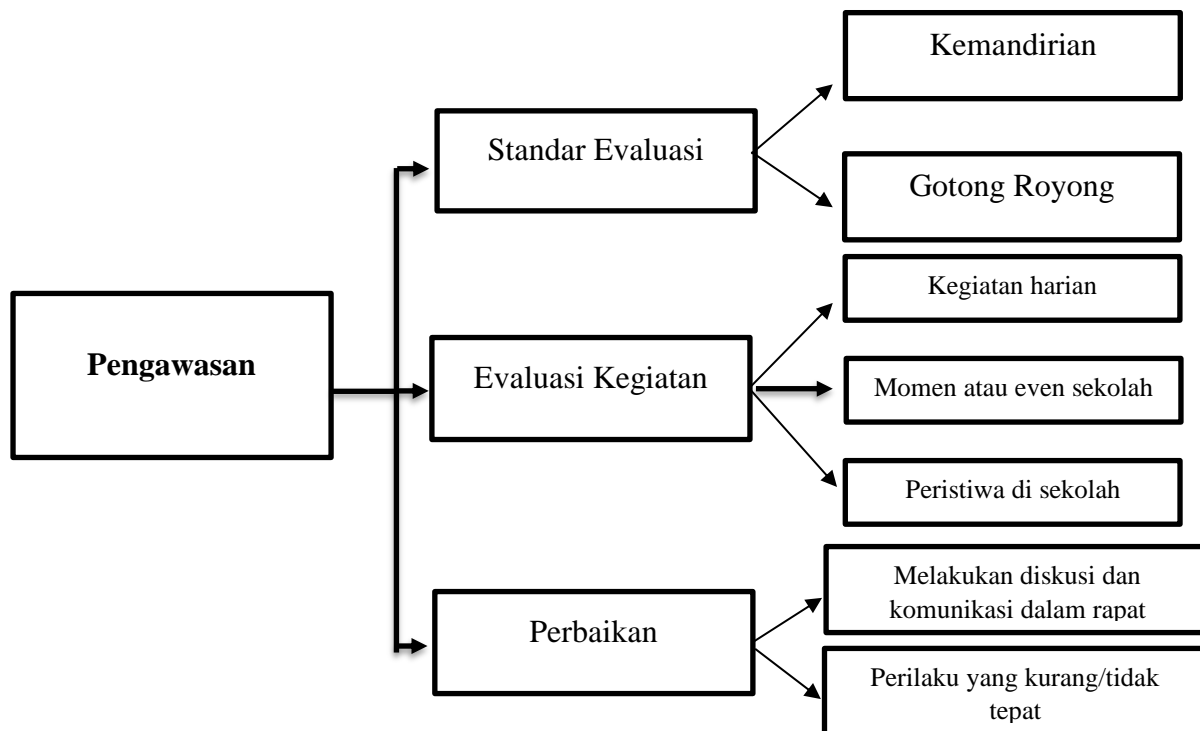 Pengawasan
Standar Evaluasi
Kemandirian
Gotong Royong
Evaluasi Kegiatan
Kegiatan harian
Momen atau even sekolah
Peristiwa di sekolah
Perbaikan
Melakukan diskusi dan
komunikasi dalam rapat
Perilaku yang kurang/tidak
tepat